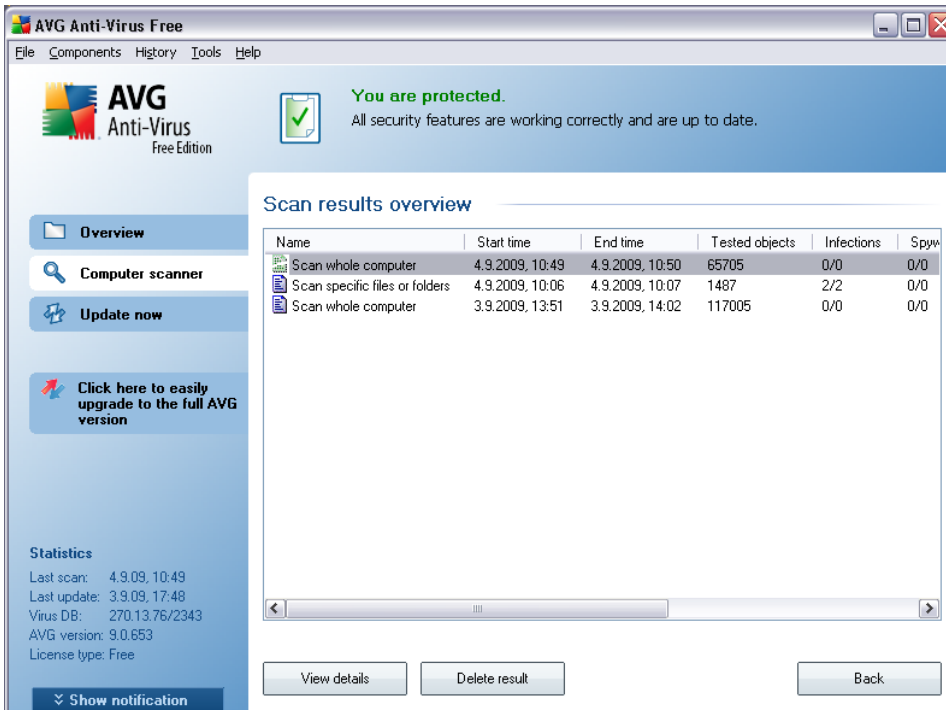 AVG Anti-Virus Free
File Components History Tools Help
AVG
Anti-Virus
Free Edition
You are protected.
All security features are working correctly and are up to date.
Overview
Computer scanner
Update now
Click here to easily
upgrade to the full AVG
version
Statistics
Last scan: 4.9.09, 10:49
Last update: 3.9.09, 17:48
Virus DB: 270.13.76/2343
AVG version: 9.0.653
License type: Free
Show notification
Scan results overview
Name Start time End time Tested objects Infections Spyw
Scan whole computer 4.9.2009, 10:49 4.9.2009, 10:50 65705 0/0 0/0
Scan specific files or folders 4.9.2009, 10:06 4.9.2009, 10:07 1487 2/2 0/0
Scan whole computer 3.9.2009, 13:51 3.9.2009, 14:02 117005 0/0 0/0
View details Delete result Back